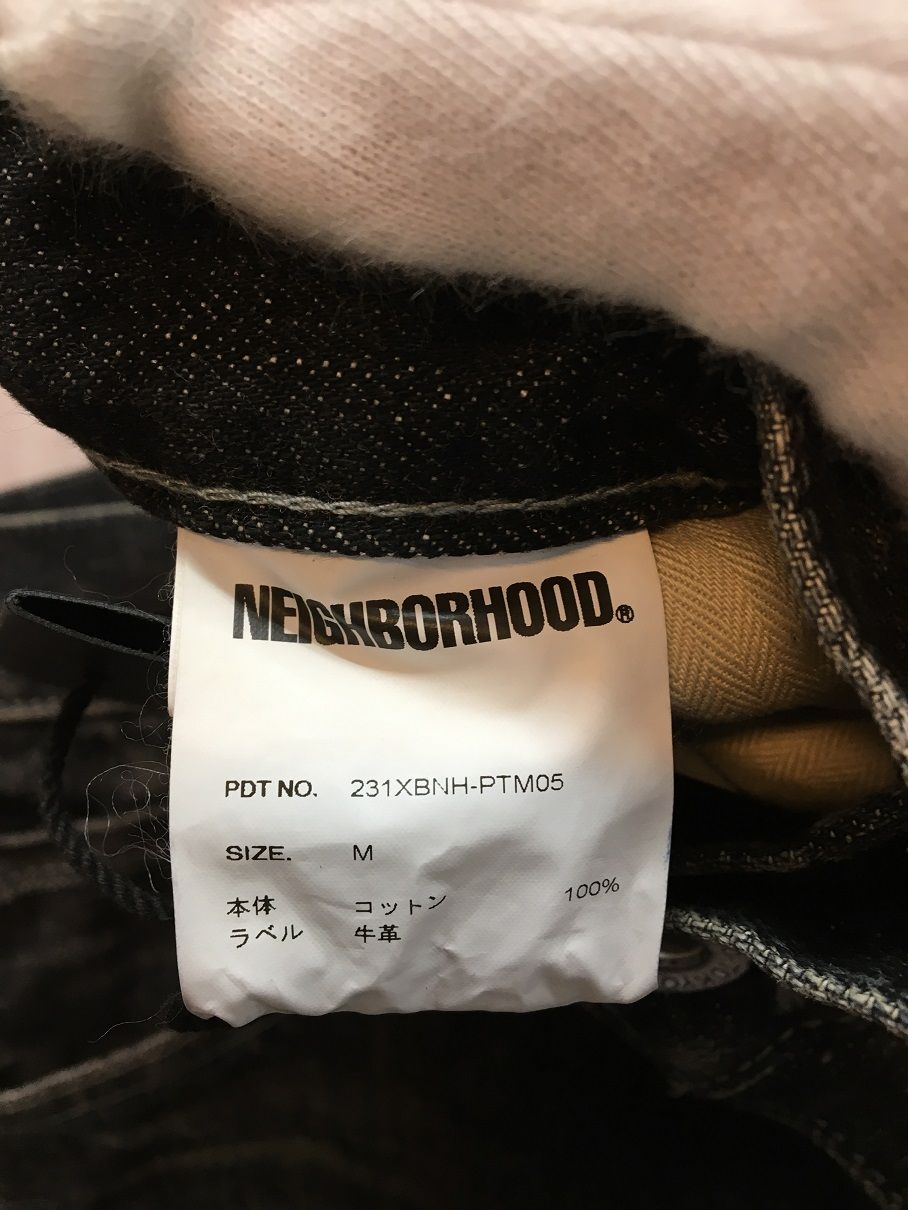 NEIGHBORHOOD®
PDT NO. 231XBNH-PTM05
SIZE. M
本体 コットン 100%
ラベル 牛革